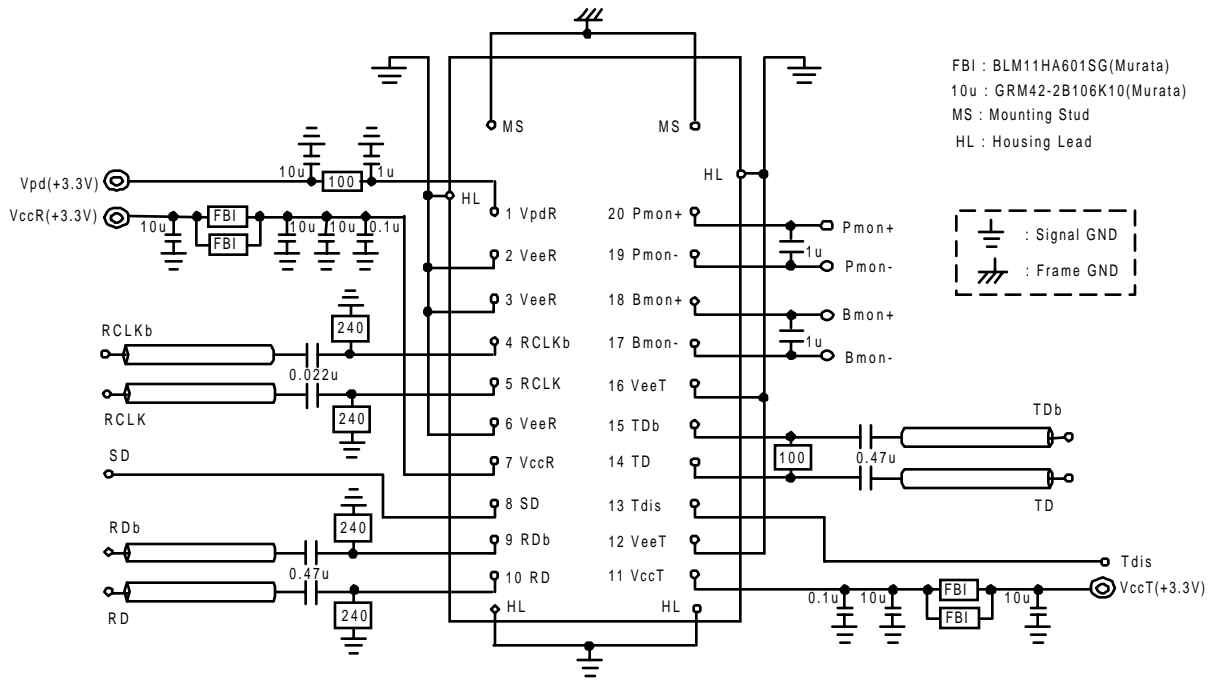 FBI : BLM11HA601SG(Murata)
10u : GRM42-2B106K10(Murata)
MS : Mounting Stud
HL : Housing Lead
: Signal GND
: Frame GND
MS
MS
HL
HL
Vpd(+3.3V)
10u
100
1u
VccR(+3.3V)
10u
FBI
FBI
10u
10u
0.1u
RCLKb
240
0.022u
RCLK
240
SD
RDb
240
0.47u
RD
240
1 VpdR
2 VeeR
3 VeeR
4 RCLKb
5 RCLK
6 VeeR
7 VccR
8 SD
9 RDb
10 RD
HL
20 Pmon+
19 Pmon-
18 Bmon+
17 Bmon-
16 VeeT
15 TDb
14 TD
13 Tdis
12 VeeT
11 VccT
HL
Pmon+
1u
Pmon-
Bmon+
1u
Bmon-
TDb
100
0.47u
TD
Tdis
VccT(+3.3V)
0.1u
10u
FBI
FBI
10u